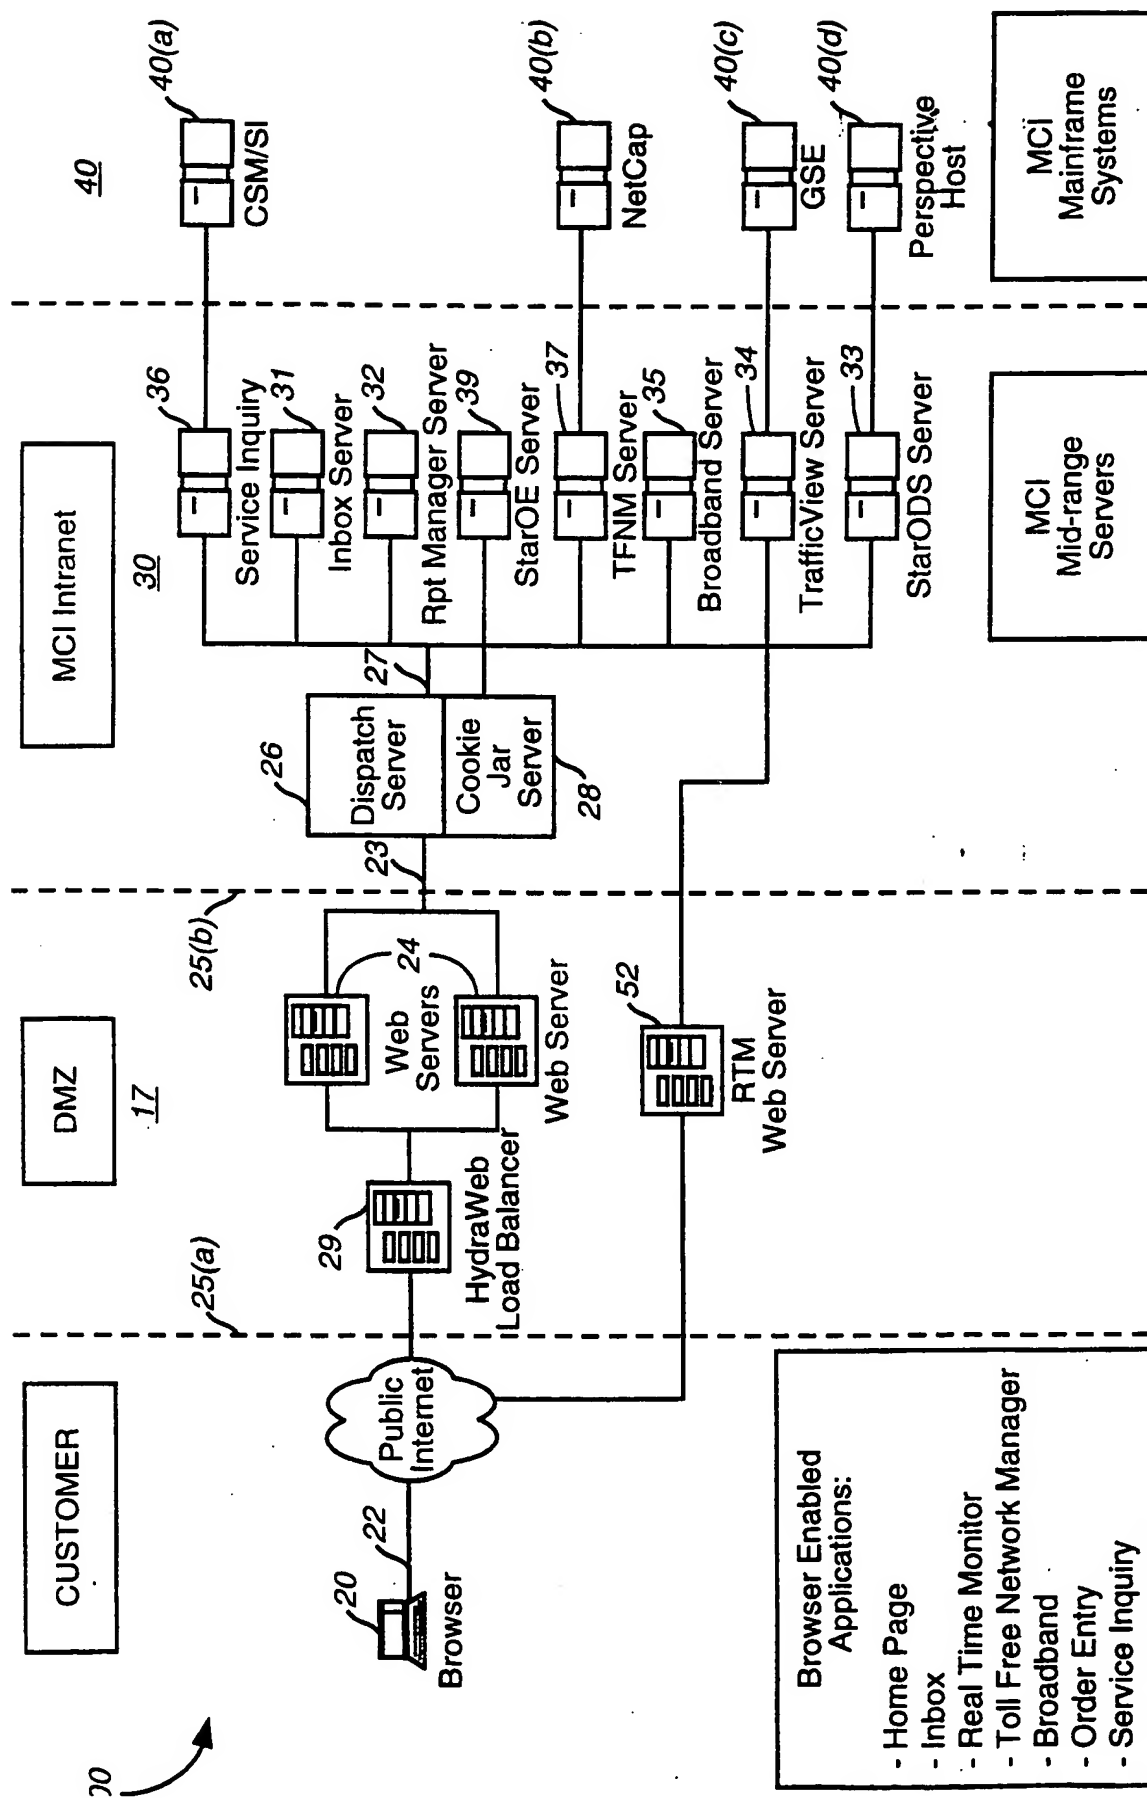 00
CUSTOMER
DMZ
17
MCI Intranet
30
40
25(a)
25(b)
20
22
Browser
Public
Internet
29
HydraWeb
Load Balancer
24
Web
Servers
Web Server
52
RTM
Web Server
23
26
Dispatch
Server
Cookie
Jar
Server
28
27
36
Service Inquiry
31
Inbox Server
32
Rpt Manager Server
39
StarOE Server
37
TFNM Server
35
Broadband Server
34
TrafficView Server
33
StarODS Server
40(a)
CSM/SI
40(b)
NetCap
40(c)
GSE
40(d)
Perspective
Host
Browser Enabled
Applications:
- Home Page
- Inbox
- Real Time Monitor
- Toll Free Network Manager
- Broadband
- Order Entry
- Service Inquiry
MCI
Mid-range
Servers
MCI
Mainframe
Systems